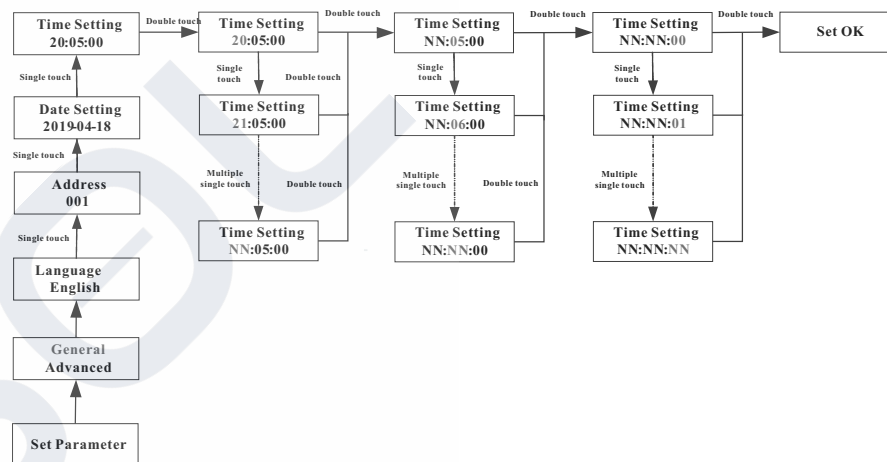 Time Setting
20:05:00
Double touch
Time Setting
20:05:00
Double touch
Time Setting
NN:05:00
Double touch
Time Setting
NN:NN:00
Double touch
Set OK
Single touch
Single
touch
Double touch
Single
touch
Single
touch
Date Setting
2019-04-18
Time Setting
21:05:00
Time Setting
NN:06:00
Time Setting
NN:NN:01
Single touch
Multiple
single touch
Double touch
Multiple
single touch
Double touch
Multiple
single touch
Address
001
Time Setting
NN:05:00
Time Setting
NN:NN:00
Time Setting
NN:NN:NN
Single touch
Language
English
General
Advanced
Set Parameter